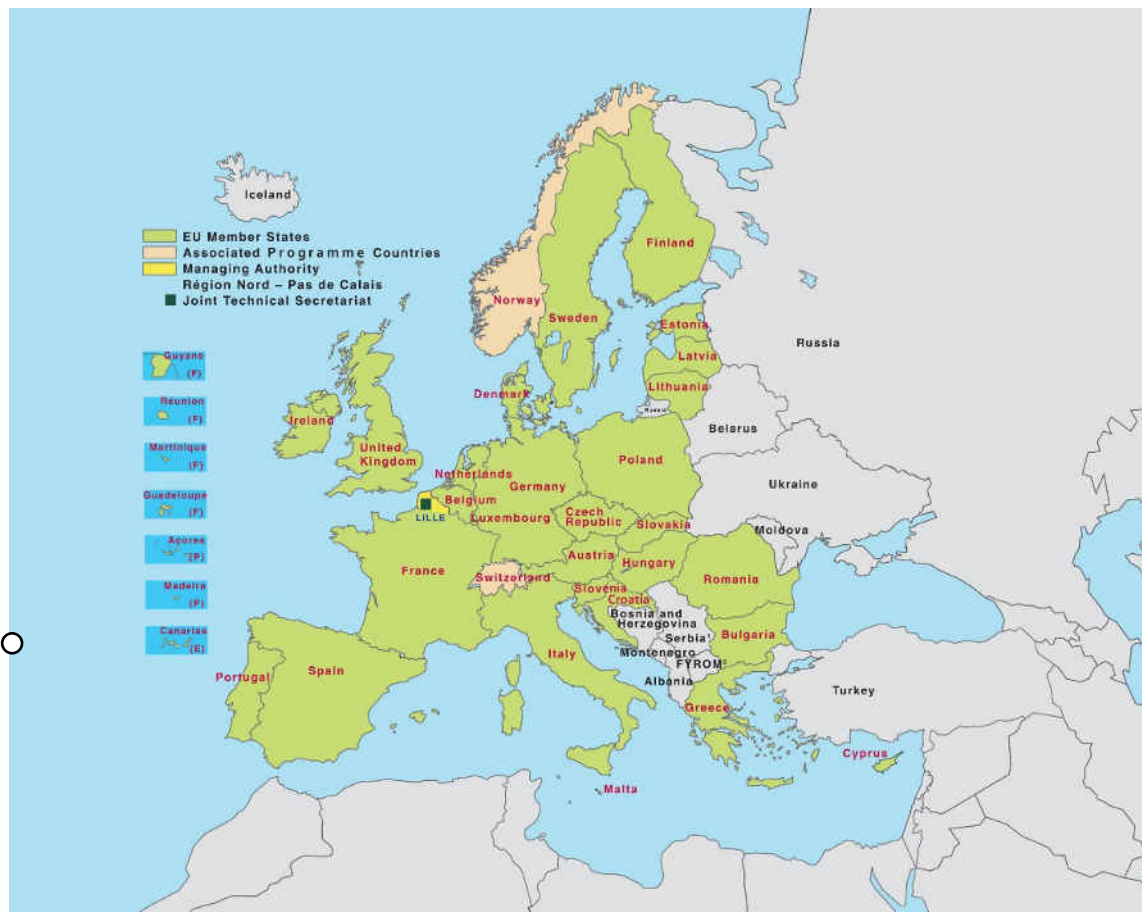 Iceland
EU Member States
Associated Programme Countries
Managing Authority
Région Nord – Pas de Calais
Joint Technical Secretariat
Finland
Norway
Sweden
Estonia
Russia
Guyane
(F)
Latvia
Lithuania
Denmark
Russia
Réunion
(F)
Ireland
Belarus
Martinique
(F)
United
Kingdom
Poland
Netherlands
Germany
Ukraine
Guadeloupe
(F)
Belgium
LILLE
Luxembourg
Czech
Republic
Slovakia
Moldova
Açores
(P)
Austria
Hungary
France
Switzerland
Romania
Madeira
(P)
Slovenia
Croatia
Bosnia and
Herzegovina
Canarias
(E)
Serbia¹
Bulgaria
Italy
Montenegro
FYROM²
Portugal
Spain
Albania
Turkey
Greece
Cyprus
Malta